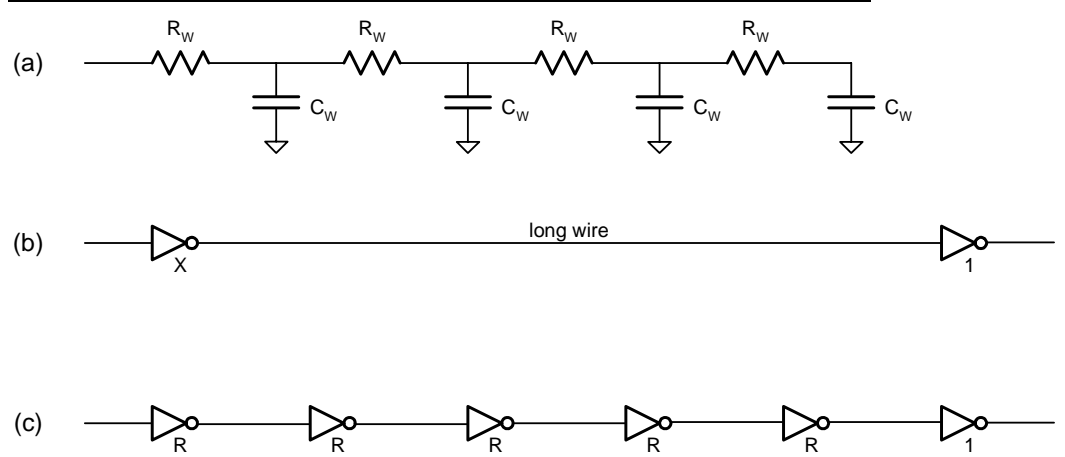 R_W R_W R_W R_W
(a)
C_W C_W C_W C_W
(b) long wire
X 1
(c)
R R R R R 1